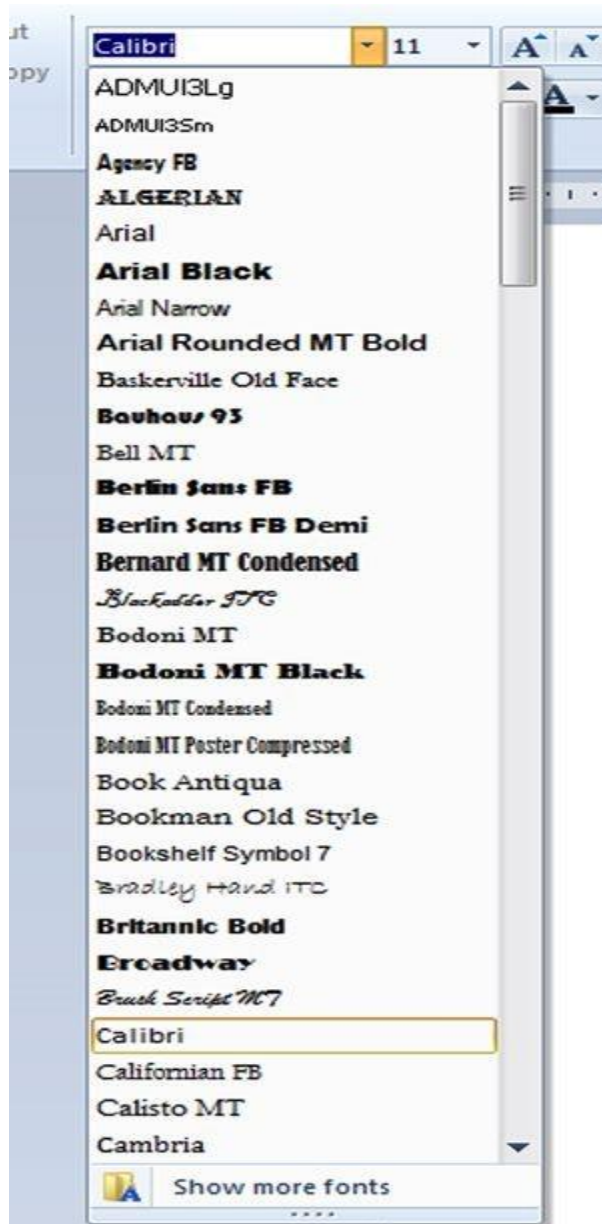 Calibri 11 A A
ADMUI3Lg
ADMUI3Sm
Agency FB
ALGERIAN
Arial
Arial Black
Arial Narrow
Arial Rounded MT Bold
Baskerville Old Face
Bauhaus 93
Bell MT
Berlin Sans FB
Berlin Sans FB Demi
Bernard MT Condensed
Blackadder ITC
Bodoni MT
Bodoni MT Black
Bodoni MT Condensed
Bodoni MT Poster Compressed
Book Antiqua
Bookman Old Style
Bookshelf Symbol 7
Bradley Hand ITC
Britannic Bold
Broadway
Brush Script MT
Calibri
Californian FB
Calisto MT
Cambria
Show more fonts